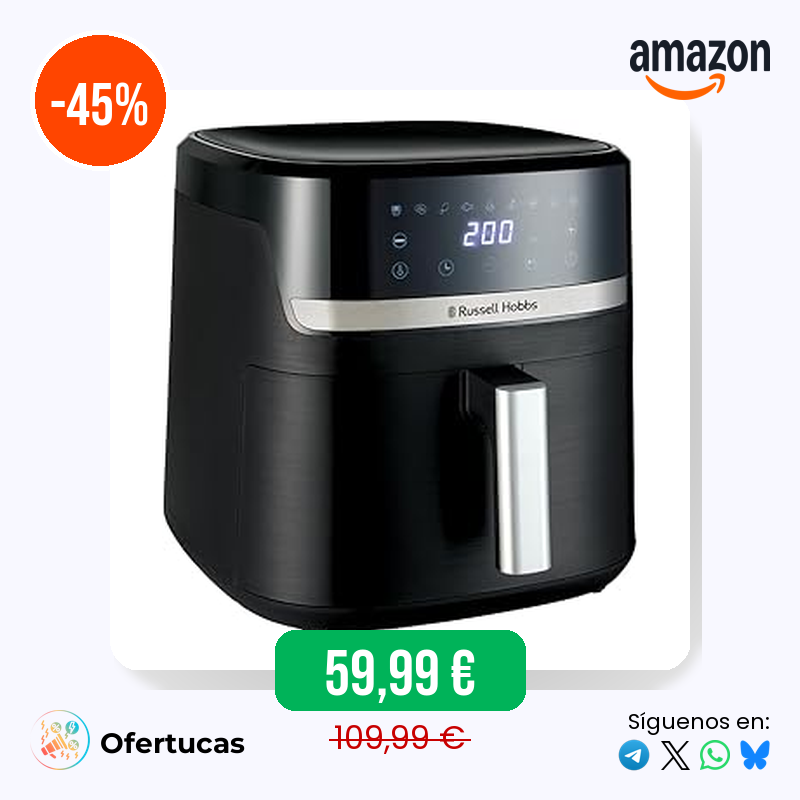 -45%
amazon
200
Russell Hobbs
59,99 €
109,99 €
Ofertucas
Síguenos en: